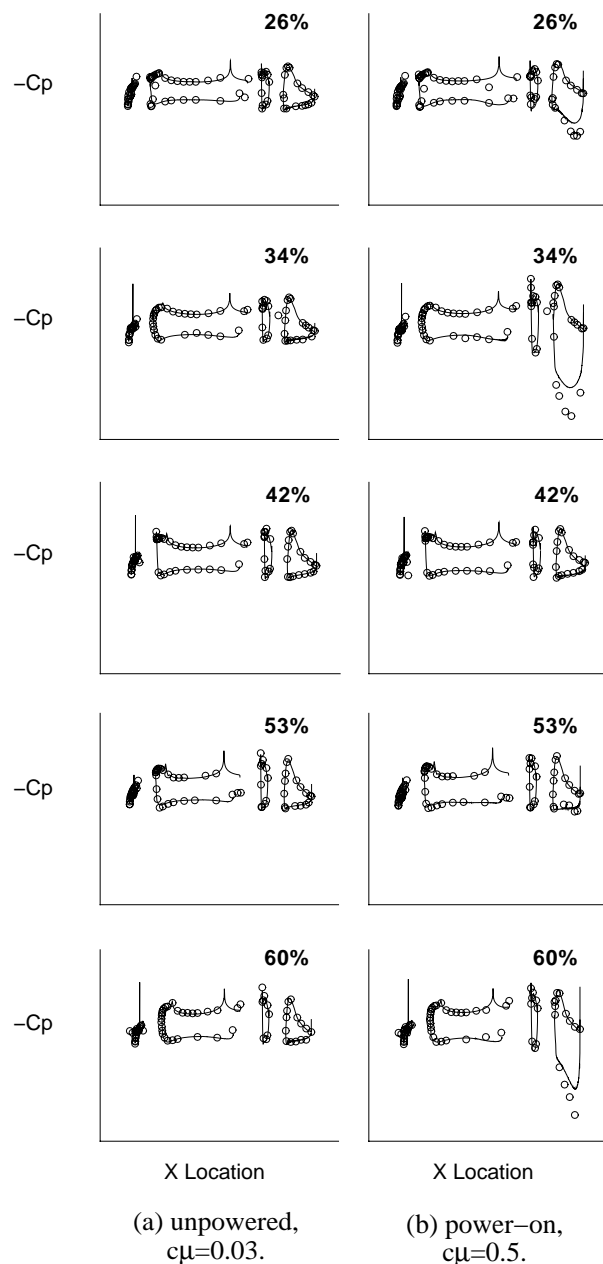 26% 26%
−Cp
34% 34%
−Cp
42% 42%
−Cp
53% 53%
−Cp
60% 60%
−Cp
X Location X Location
(a) unpowered, (b) power−on,
cμ=0.03. cμ=0.5.